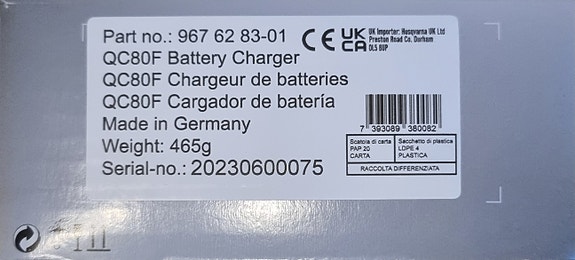 Part no.: 967 62 83-01
CE UK CA
UK Importer: Husqvarna UK Ltd
Preston Road Co. Durham
DL5 6UP
QC80F Battery Charger
QC80F Chargeur de batteries
QC80F Cargador de batería
Made in Germany
Weight: 465g
Serial-no.: 20230600075
7 393089 380082
Scatola di carta
PAP 20
CARTA
Sacchetto di plastica
LDPE 4
PLASTICA
RACCOLTA DIFFERENZIATA